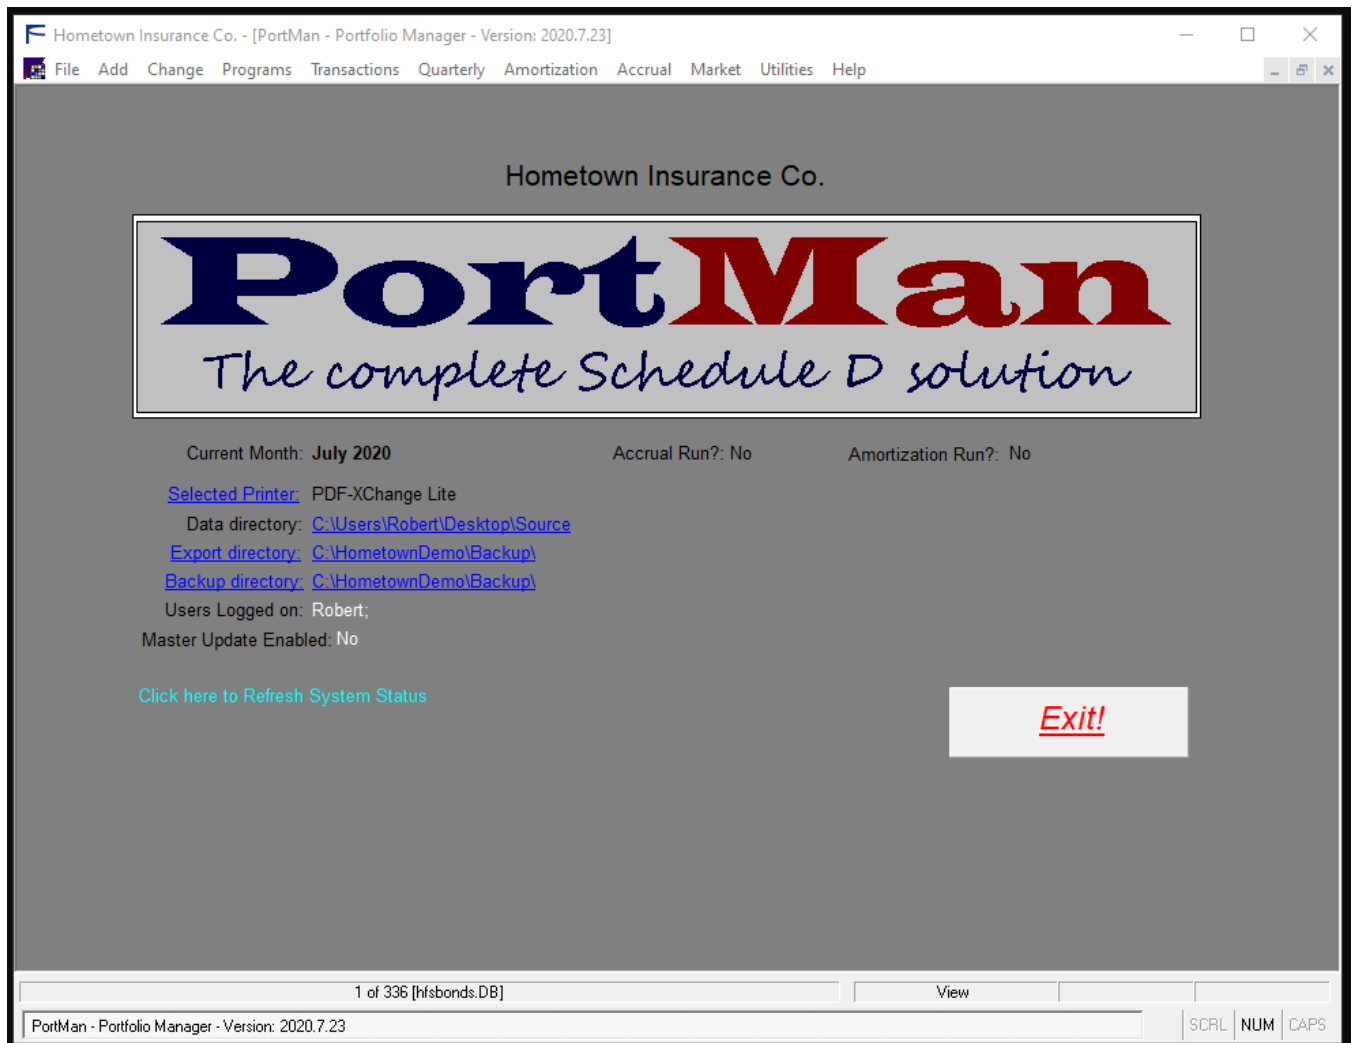 Hometown Insurance Co. - [PortMan - Portfolio Manager - Version: 2020.7.23]
File Add Change Programs Transactions Quarterly Amortization Accrual Market Utilities Help
Hometown Insurance Co.
PortMan
The complete Schedule D solution
Current Month: July 2020 Accrual Run?: No Amortization Run?: No
Selected Printer: PDF-XChange Lite
Data directory: C:\Users\Robert\Desktop\Source
Export directory: C:\HometownDemo\Backup\
Backup directory: C:\HometownDemo\Backup\
Users Logged on: Robert;
Master Update Enabled: No
Click here to Refresh System Status
Exit!
1 of 336 [hfsbonds.DB] View
PortMan - Portfolio Manager - Version: 2020.7.23 SCRL NUM CAPS